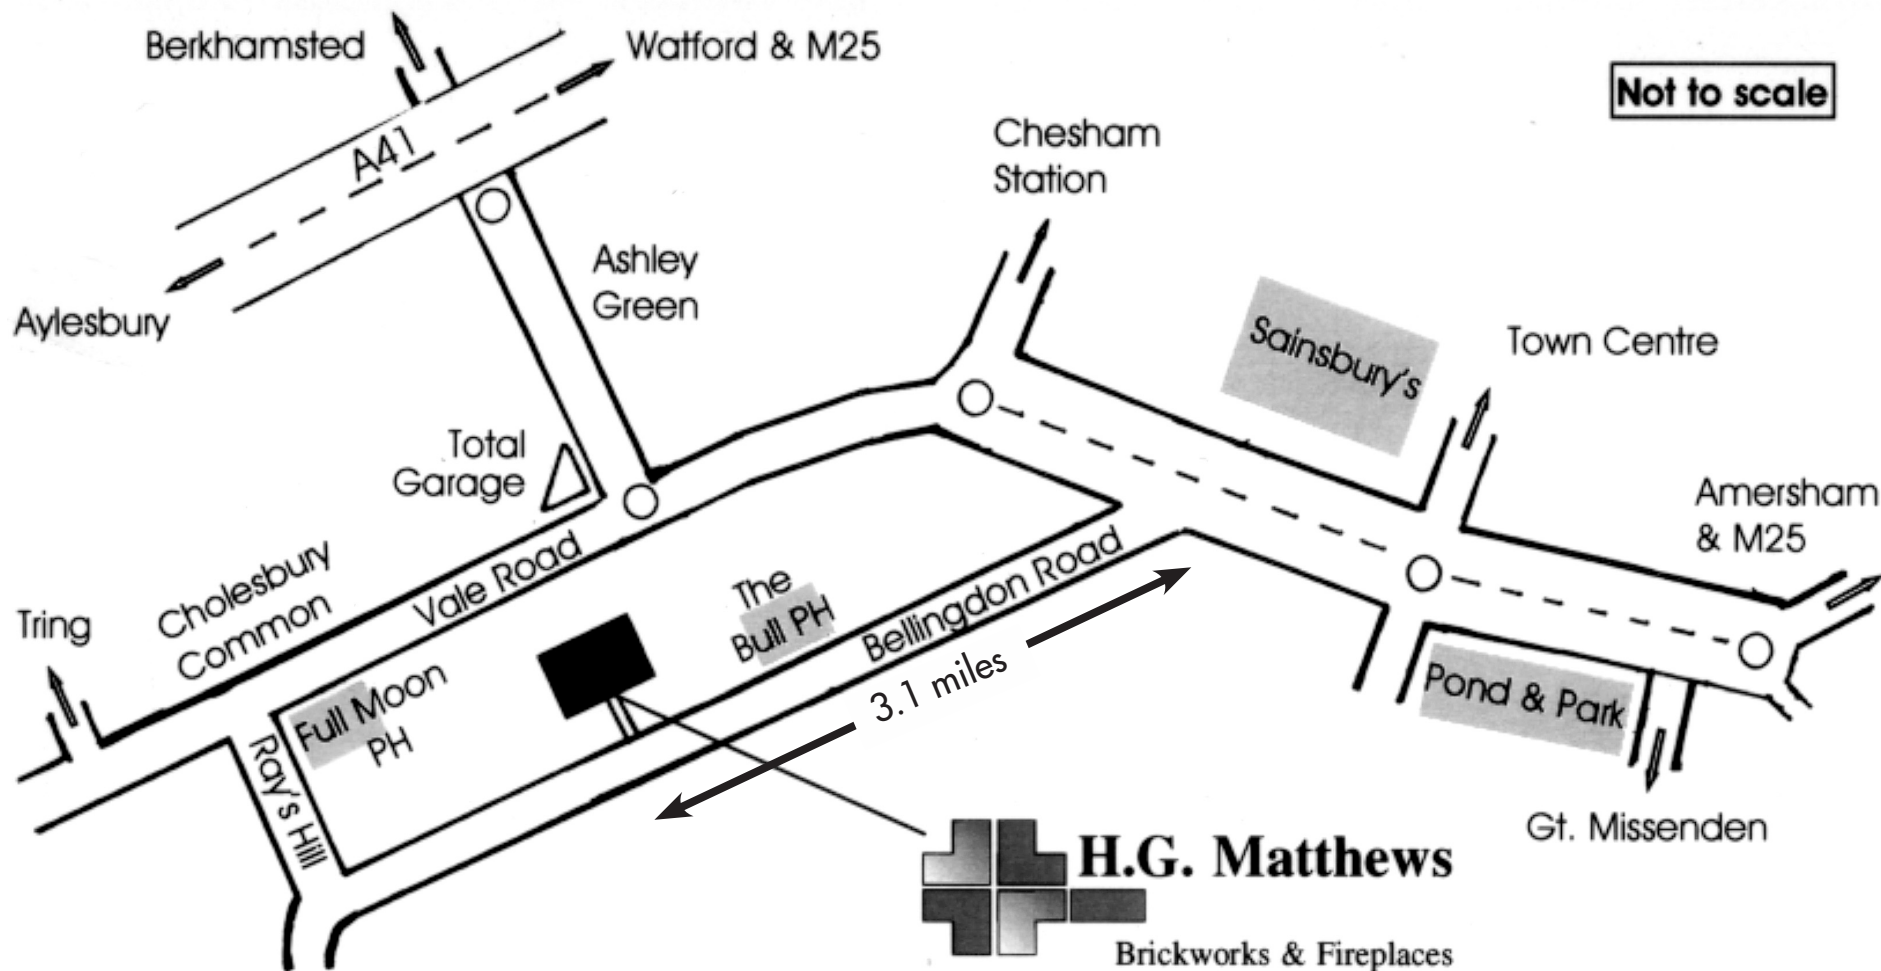 Berkhamsted
Watford & M25
Not to scale
A41
Chesham
Station
Ashley
Green
Aylesbury
Sainsbury's
Town Centre
Total
Garage
Amersham
& M25
Cholesbury
Common
Vale Road
Tring
The
Bull PH
Bellingdon Road
3.1 miles
Full Moon
PH
Ray's Hill
Pond & Park
Gt. Missenden
H.G. Matthews
Brickworks & Fireplaces